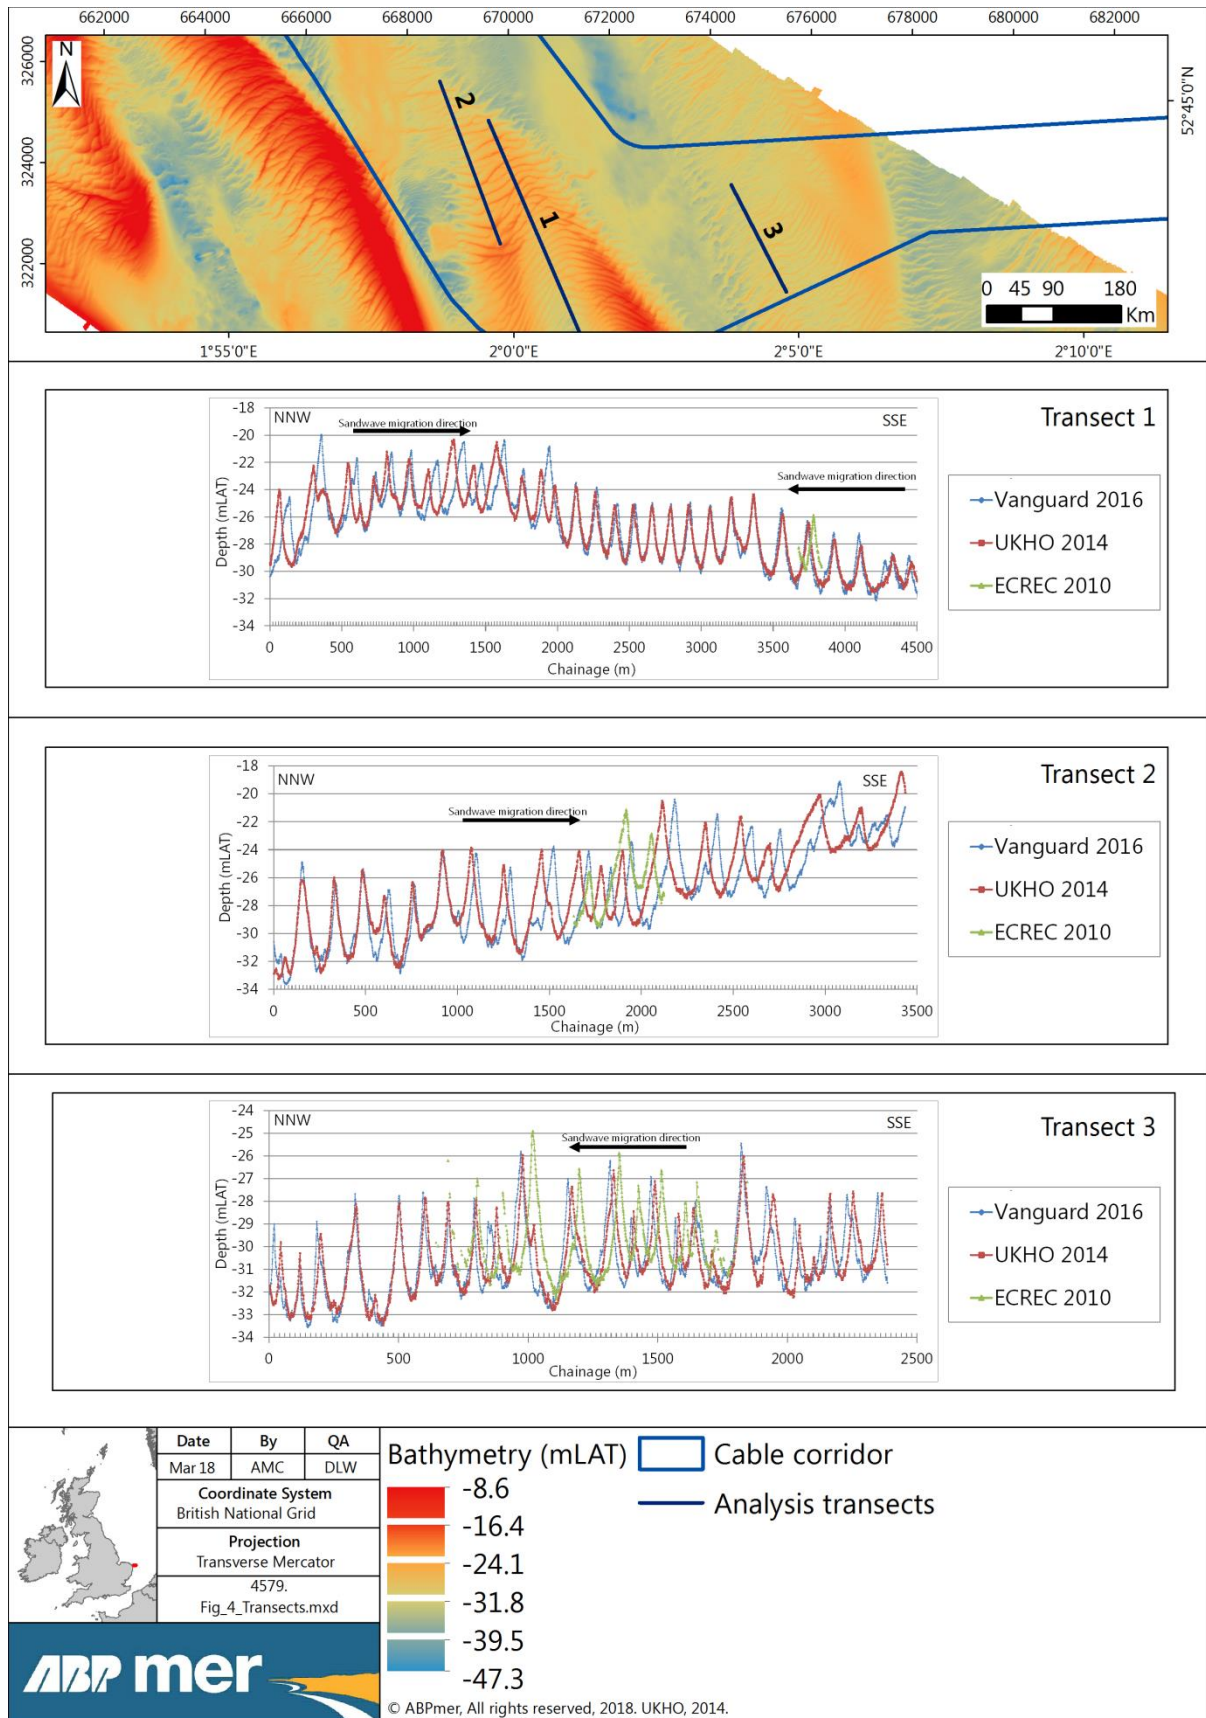 662000 664000 666000 668000 670000 672000 674000 676000 678000 680000 682000
326000
324000
322000
N
2
1
3
52°45'0"N
0 45 90 180
Km
1°55'0"E 2°0'0"E 2°5'0"E 2°10'0"E
Transect 1
NNW
SSE
Sandwave migration direction
Sandwave migration direction
Depth (mLAT)
-18
-20
-22
-24
-26
-28
-30
-32
-34
0 500 1000 1500 2000 2500 3000 3500 4000 4500
Chainage (m)
Vanguard 2016
UKHO 2014
ECREC 2010
Transect 2
NNW
SSE
Sandwave migration direction
Depth (mLAT)
-18
-20
-22
-24
-26
-28
-30
-32
-34
0 500 1000 1500 2000 2500 3000 3500
Chainage (m)
Vanguard 2016
UKHO 2014
ECREC 2010
Transect 3
NNW
SSE
Sandwave migration direction
Depth (mLAT)
-24
-25
-26
-27
-28
-29
-30
-31
-32
-33
-34
0 500 1000 1500 2000 2500
Chainage (m)
Vanguard 2016
UKHO 2014
ECREC 2010
Date By QA
Mar 18 AMC DLW
Coordinate System
British National Grid
Projection
Transverse Mercator
4579.
Fig_4_Transects.mxd
ABP mer
Bathymetry (mLAT)
-8.6
-16.4
-24.1
-31.8
-39.5
-47.3
Cable corridor
Analysis transects
© ABPmer, All rights reserved, 2018. UKHO, 2014.